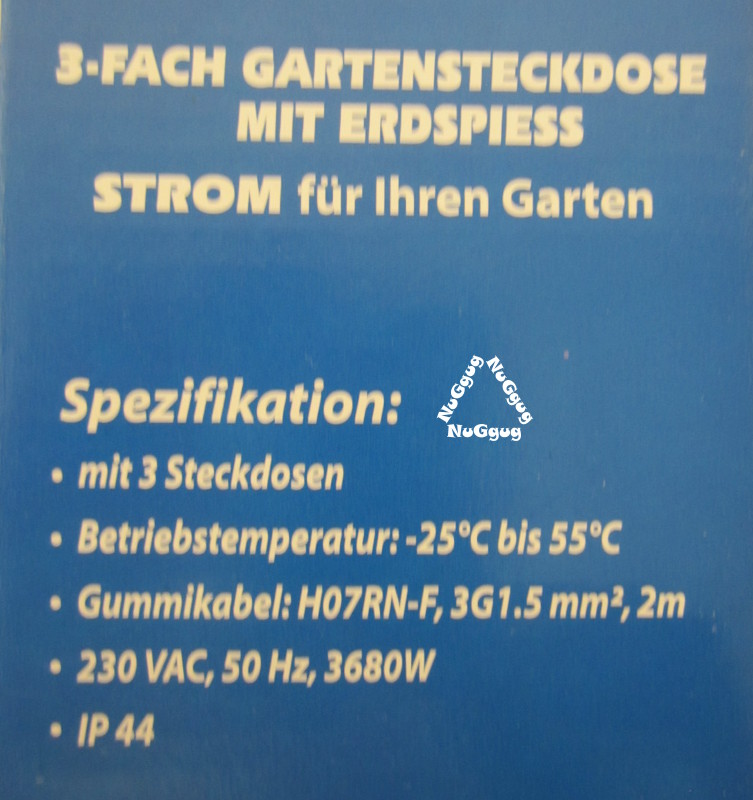 3-FACH GARTENSTECKDOSE
MIT ERDSPIESS
STROM für Ihren Garten
Spezifikation:
NuGgug NuGgug
NuGgug
• mit 3 Steckdosen
• Betriebstemperatur: -25°C bis 55°C
• Gummikabel: H07RN-F, 3G1.5 mm², 2m
• 230 VAC, 50 Hz, 3680W
• IP 44